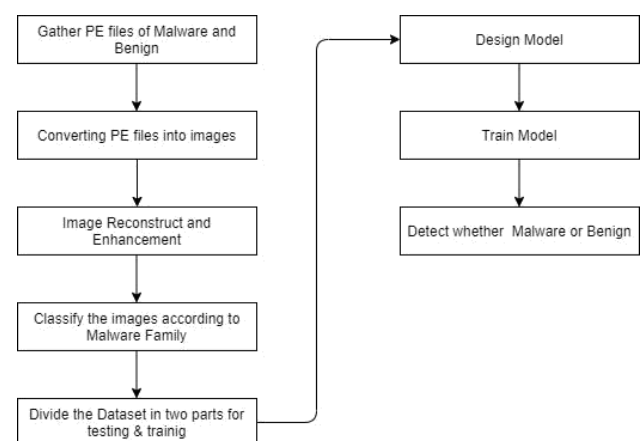 Gather PE files of Malware and
Benign
Converting PE files into images
Image Reconstruct and
Enhancement
Classify the images according to
Malware Family
Divide the Dataset in two parts for
testing & trainig
Design Model
Train Model
Detect whether Malware or Benign